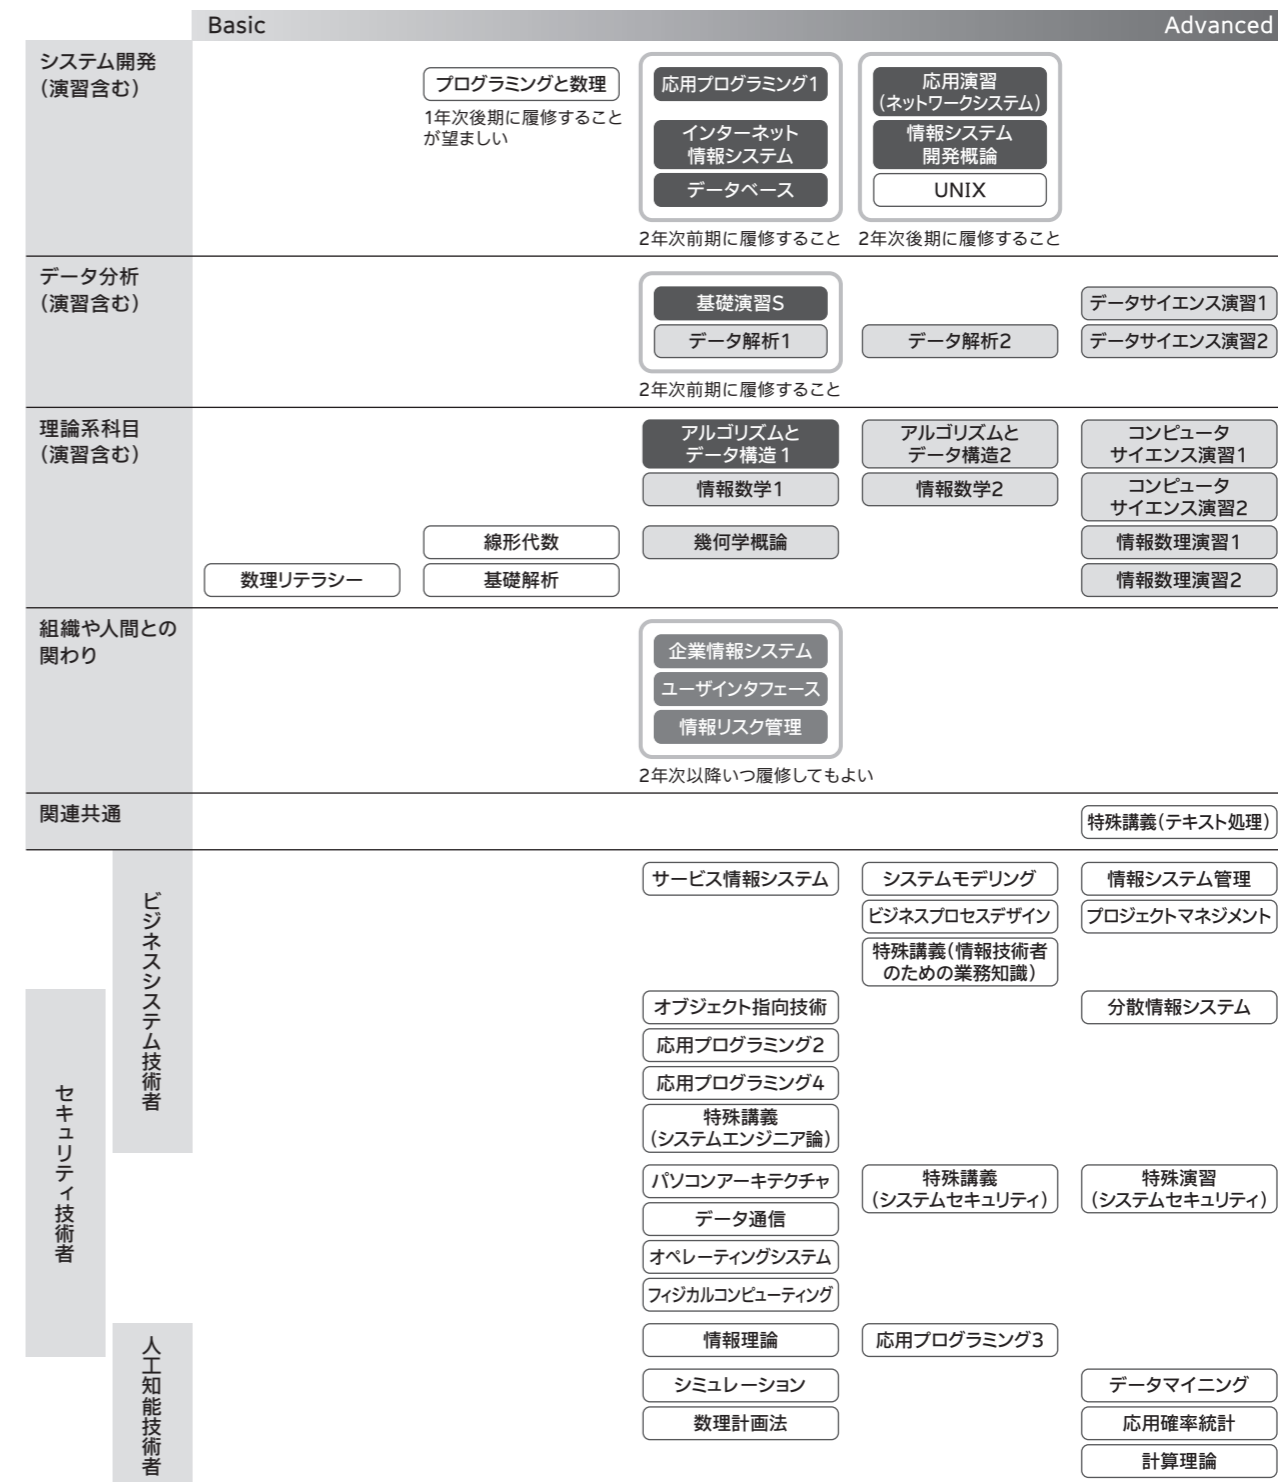 Basic
Advanced
システム開発
（演習含む）
プログラミングと数理
1年次後期に履修すること
が望ましい
応用プログラミング1
インターネット
情報システム
データベース
2年次前期に履修すること
応用演習
（ネットワークシステム）
情報システム
開発概論
UNIX
2年次後期に履修すること
データ分析
（演習含む）
基礎演習S
データ解析1
2年次前期に履修すること
データ解析2
データサイエンス演習1
データサイエンス演習2
理論系科目
（演習含む）
アルゴリズムと
データ構造1
アルゴリズムと
データ構造2
コンピュータ
サイエンス演習1
情報数学1
情報数学2
コンピュータ
サイエンス演習2
線形代数
幾何学概論
情報数理演習1
数理リテラシー
基礎解析
情報数理演習2
組織や人間との
関わり
企業情報システム
ユーザインタフェース
情報リスク管理
2年次以降いつ履修してもよい
関連共通
特殊講義（テキスト処理）
ビジネスシステム技術者
サービス情報システム
システムモデリング
情報システム管理
ビジネスプロセスデザイン
プロジェクトマネジメント
特殊講義（情報技術者
のための業務知識）
セキュリティ技術者
オブジェクト指向技術
分散情報システム
応用プログラミング2
応用プログラミング4
特殊講義
（システムエンジニア論）
パソコンアーキテクチャ
特殊講義
（システムセキュリティ）
特殊演習
（システムセキュリティ）
データ通信
オペレーティングシステム
フィジカルコンピューティング
人工知能技術者
情報理論
応用プログラミング3
シミュレーション
データマイニング
数理計画法
応用確率統計
計算理論